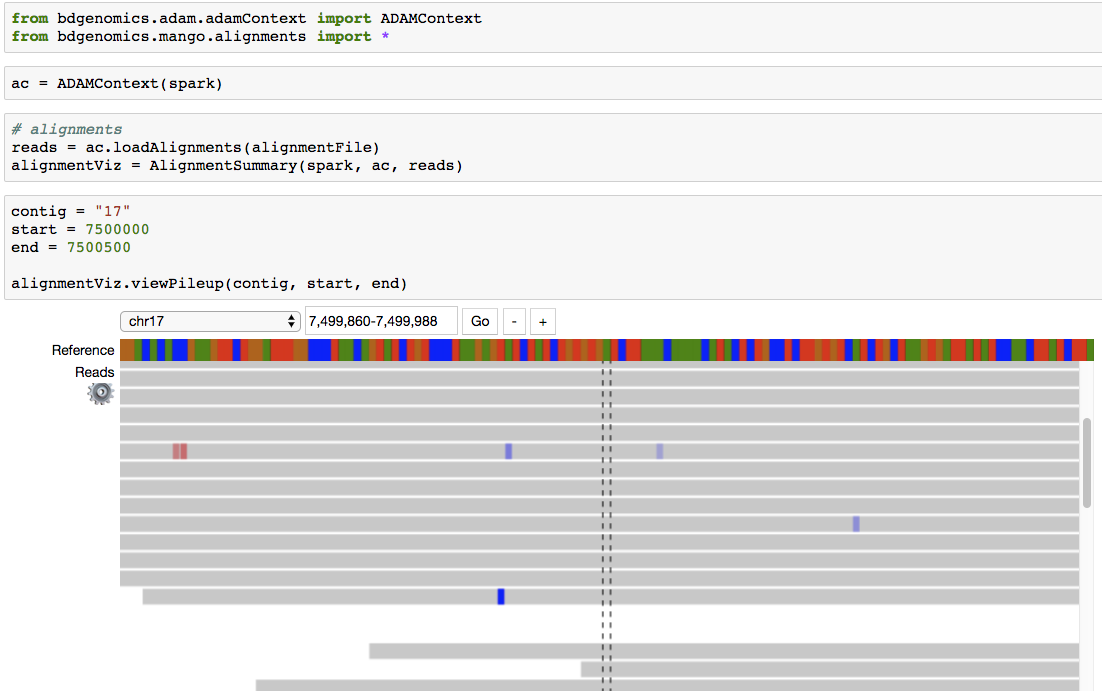 from bdgenomics.adam.adamContext import ADAMContext
from bdgenomics.mango.alignments import *
ac = ADAMContext(spark)
# alignments
reads = ac.loadAlignments(alignmentFile)
alignmentViz = AlignmentSummary(spark, ac, reads)
contig = "17"
start = 7500000
end = 7500500
alignmentViz.viewPileup(contig, start, end)
chr17 7,499,860-7,499,988 Go - +
Reference
Reads